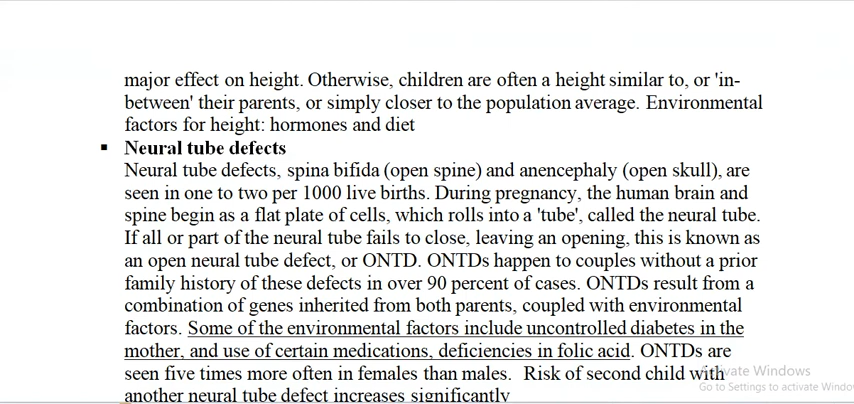 major effect on height. Otherwise, children are often a height similar to, or 'in-
between' their parents, or simply closer to the population average. Environmental
factors for height: hormones and diet
▪ Neural tube defects
Neural tube defects, spina bifida (open spine) and anencephaly (open skull), are
seen in one to two per 1000 live births. During pregnancy, the human brain and
spine begin as a flat plate of cells, which rolls into a 'tube', called the neural tube.
If all or part of the neural tube fails to close, leaving an opening, this is known as
an open neural tube defect, or ONTD. ONTDs happen to couples without a prior
family history of these defects in over 90 percent of cases. ONTDs result from a
combination of genes inherited from both parents, coupled with environmental
factors. Some of the environmental factors include uncontrolled diabetes in the
mother, and use of certain medications, deficiencies in folic acid. ONTDs are
seen five times more often in females than males. Risk of second child with
another neural tube defect increases significantly
Activate Windows
Go to Settings to activate Windo